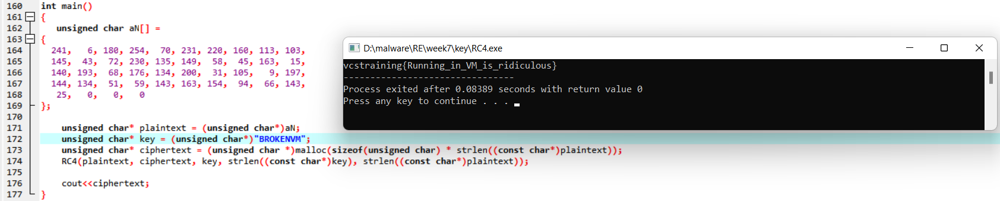 160 int main()
161 {
162 unsigned char aN[] =
163 {
164 241, 6, 180, 254, 70, 231, 220, 160, 113, 103,
165 145, 43, 72, 230, 135, 149, 58, 45, 163, 15,
166 140, 193, 68, 176, 134, 200, 31, 105, 9, 197,
167 144, 134, 51, 59, 143, 163, 154, 94, 66, 143,
168 25, 0, 0, 0
169 };
170
171 unsigned char* plaintext = (unsigned char*)aN;
172 unsigned char* key = (unsigned char*)"BROKENVM";
173 unsigned char* ciphertext = (unsigned char *)malloc(sizeof(unsigned char) * strlen((const char*)plaintext));
174 RC4(plaintext, ciphertext, key, strlen((const char*)key), strlen((const char*)plaintext));
175
176 cout<<ciphertext;
177 }
D:\malware\RE\week7\key\RC4.exe
vcstraining{Running_in_VM_is_ridiculous}
--------------------------------
Process exited after 0.08389 seconds with return value 0
Press any key to continue . . .